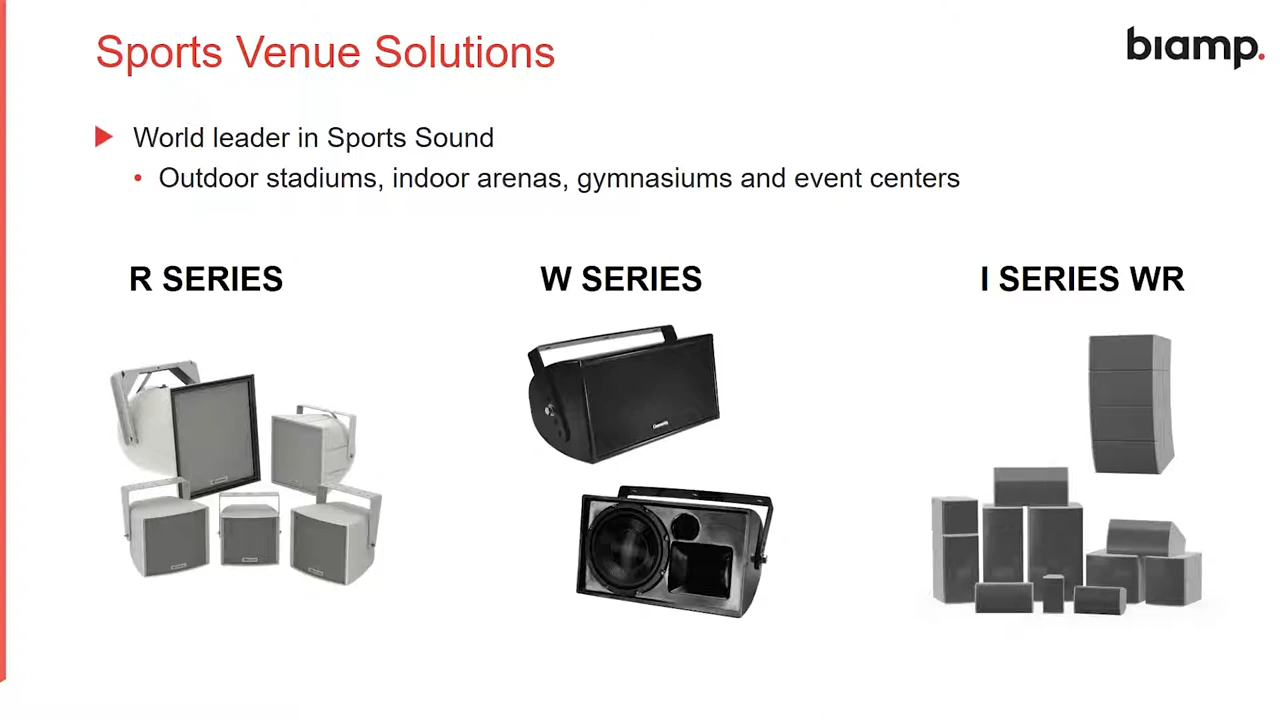 Sports Venue Solutions
biamp.
World leader in Sports Sound
Outdoor stadiums, indoor arenas, gymnasiums and event centers
R SERIES
W SERIES
I SERIES WR